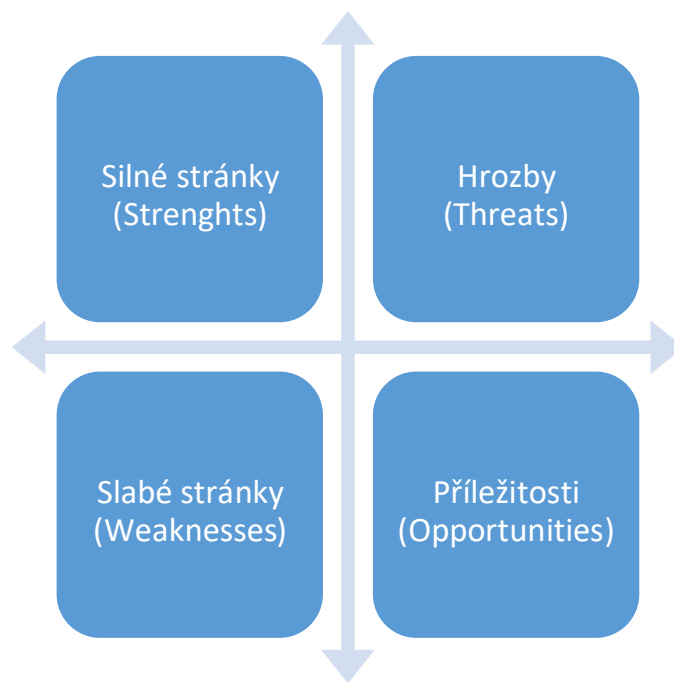 Silné stránky
(Strenghts)
Hrozby
(Threats)
Slabé stránky
(Weaknesses)
Příležitosti
(Opportunities)